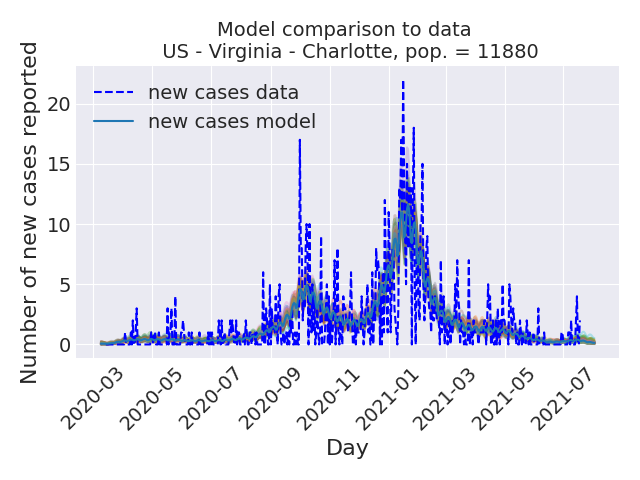 Model comparison to data
US - Virginia - Charlotte, pop. = 11880
Number of new cases reported
20
15
10
5
0
new cases data
new cases model
2020-03
2020-05
2020-07
2020-09
2020-11
2021-01
2021-03
2021-05
2021-07
Day